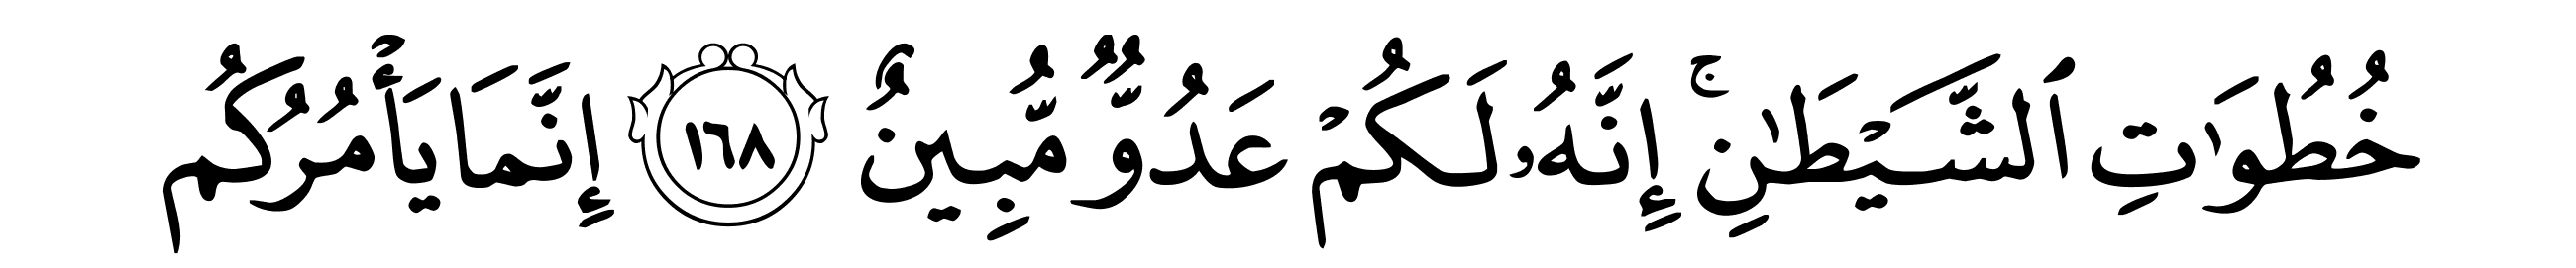 خُطُوَٰتِ ٱلشَّيْطَٰنِۚ إِنَّهُۥ لَكُمْ عَدُوٌّۭ مُّبِينٌ ١٦٨ إِنَّمَا يَأْمُرُكُم